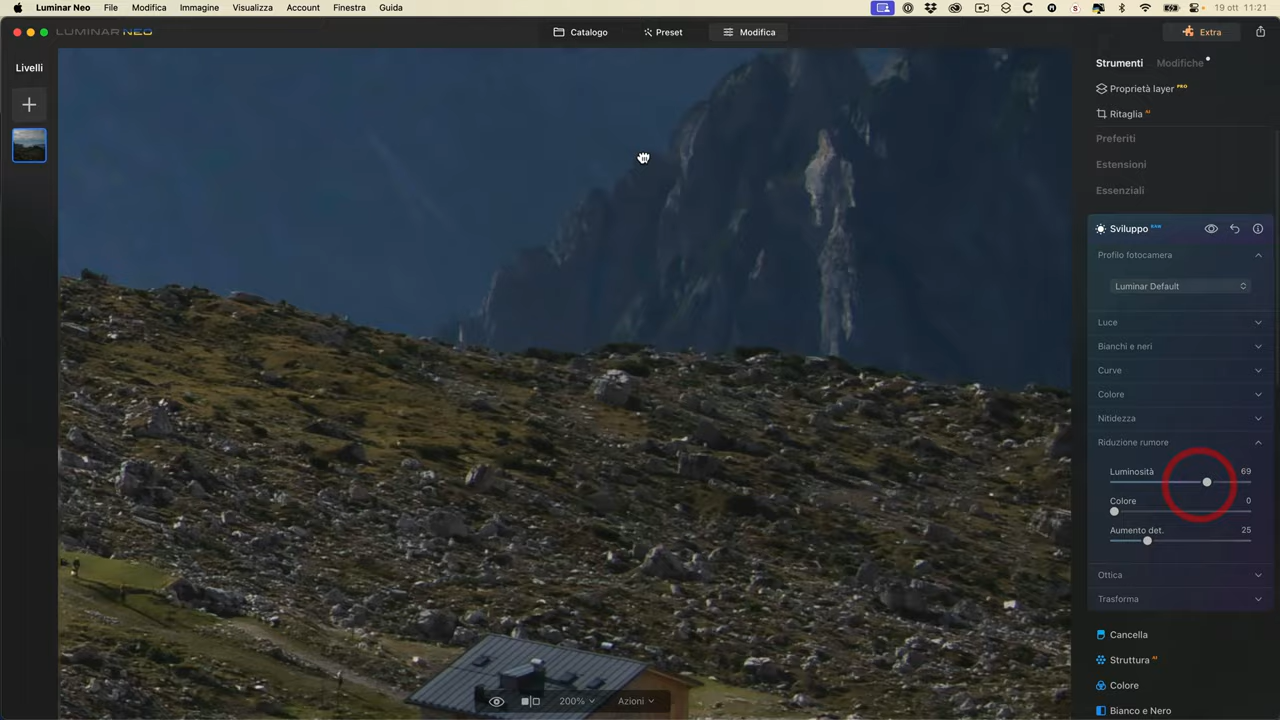 Luminar Neo File Modifica Immagine Visualizza Account Finestra Guida 19 ott 11:21
LUMINAR NEO Catalogo Preset Modifica Extra
Livelli
Strumenti Modifiche
Proprietà layer PRO
Ritaglia AI
Preferiti
Estensioni
Essenziali
Sviluppo RAW
Profilo fotocamera
Luminar Default
Luce
Bianchi e neri
Curve
Colore
Nitidezza
Riduzione rumore
Luminosità 69
Colore 0
Aumento det. 25
Ottica
Trasforma
Cancella
Struttura AI
Colore
Bianco e Nero
200% Azioni